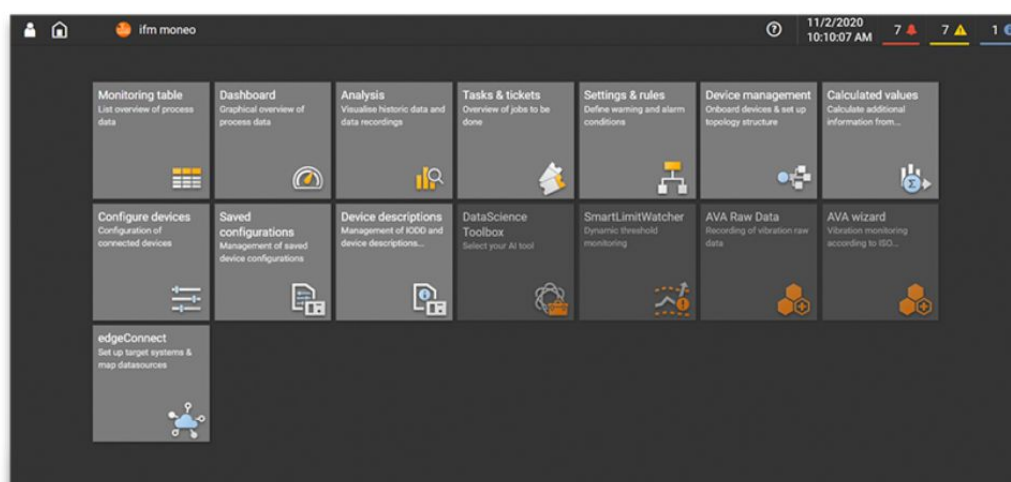 ifm moneo
11/2/2020
10:10:07 AM
7
7
1
Monitoring table
List overview of process
data
Dashboard
Graphical overview of
process data
Analysis
Visualise historic data and
data recordings
Tasks & tickets
Overview of jobs to be
done
Settings & rules
Define warning and alarm
conditions
Device management
Onboard devices & set up
topology structure
Calculated values
Calculate additional
information from...
Configure devices
Configuration of
connected devices
Saved
configurations
Management of saved
device configurations
Device descriptions
Management of IODD and
device descriptions...
DataScience
Toolbox
Select your AI tool
SmartLimitWatcher
Dynamic threshold
monitoring
AVA Raw Data
Recording of vibration raw
data
AVA wizard
Vibration monitoring
according to ISO...
edgeConnect
Set up target systems &
map datasources